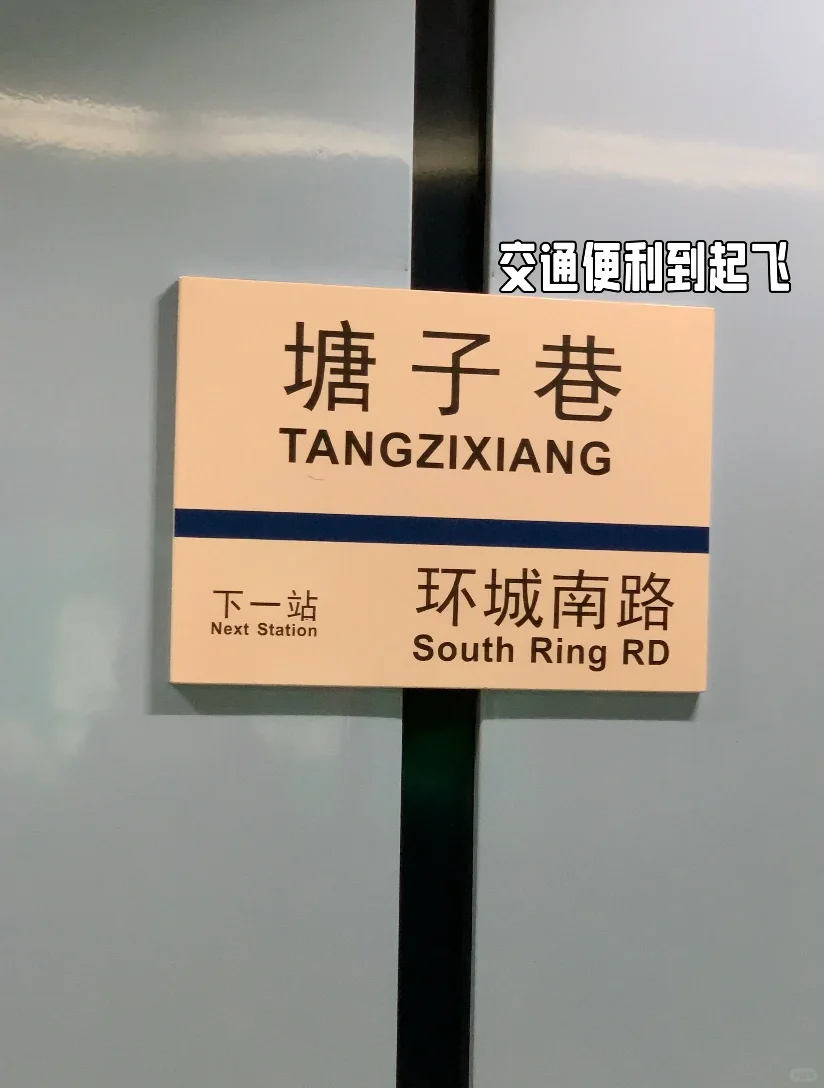 交通便利到起飞
塘子巷
TANGZIXIANG
下一站
Next Station
环城南路
South Ring RD